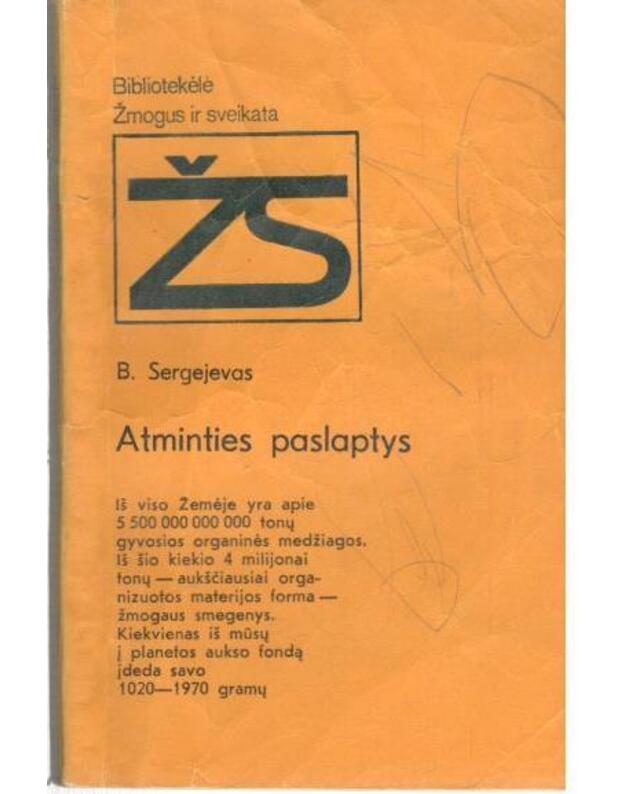 Bibliotekėlė
Žmogus ir sveikata
ŽS
B. Sergejevas
Atminties paslaptys
Iš viso Žemėje yra apie
5 500 000 000 000 tonų
gyvosios organinės medžiagos.
Iš šio kiekio 4 milijonai
tonų — aukščiausiai orga-
nizuotos materijos forma —
žmogaus smegenys.
Kiekvienas iš mūsų
į planetos aukso fondą
įdeda savo
1020—1970 gramų